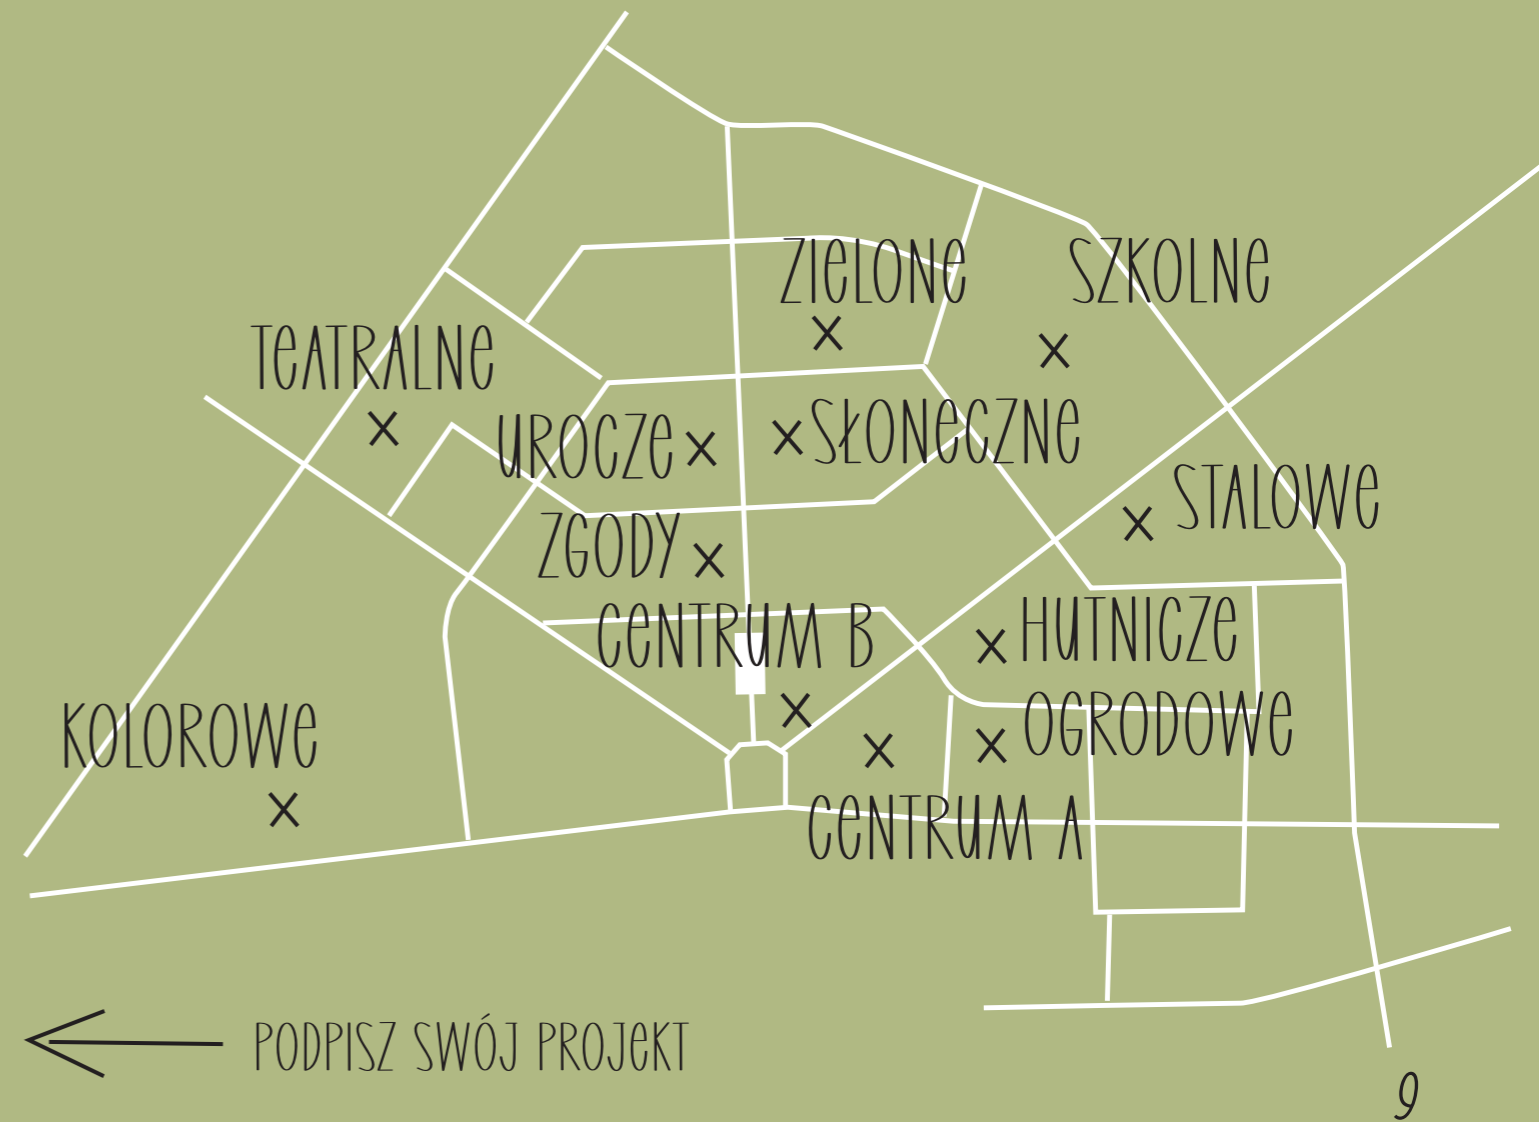 ZIELONE
SZKOLNE
TEATRALNE
UROCZE
SŁONECZNE
STALOWE
ZGODY
CENTRUM B
HUTNICZE
KOLOROWE
OGRODOWE
CENTRUM A
PODPISZ SWÓJ PROJEKT
9